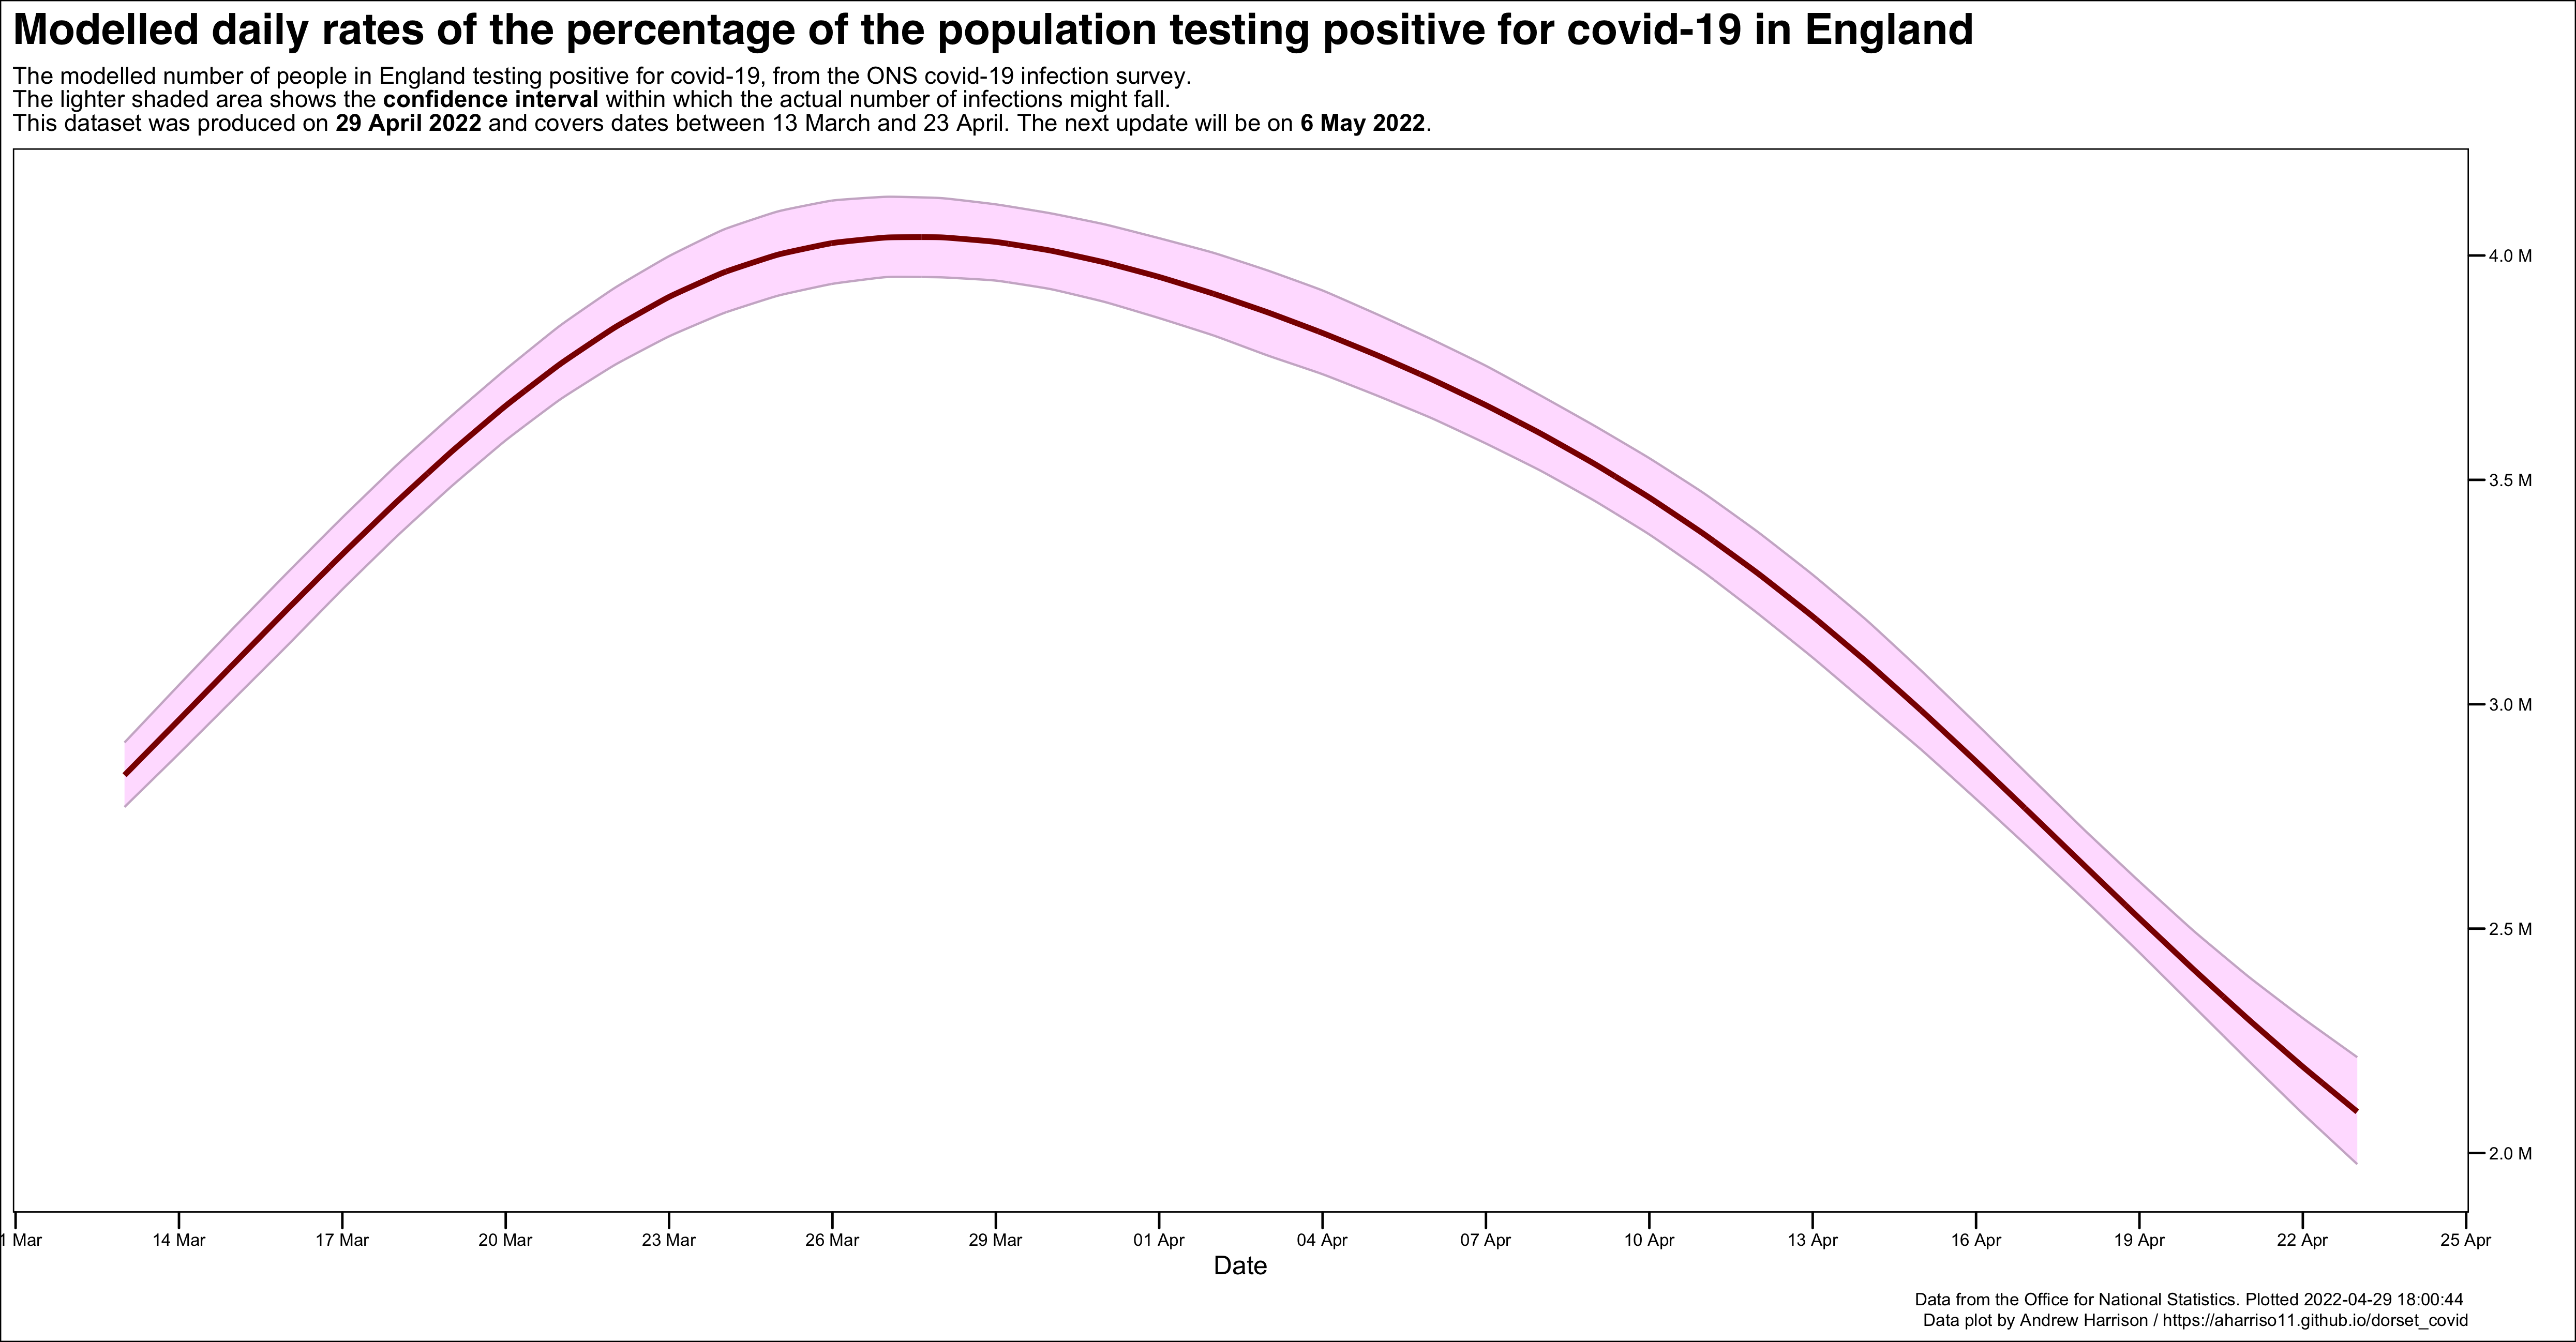 Modelled daily rates of the percentage of the population testing positive for covid-19 in England
The modelled number of people in England testing positive for covid-19, from the ONS covid-19 infection survey.
The lighter shaded area shows the confidence interval within which the actual number of infections might fall.
This dataset was produced on 29 April 2022 and covers dates between 13 March and 23 April. The next update will be on 6 May 2022.
4.0 M
3.5 M
3.0 M
2.5 M
2.0 M
1 Mar 14 Mar 17 Mar 20 Mar 23 Mar 26 Mar 29 Mar 01 Apr 04 Apr 07 Apr 10 Apr 13 Apr 16 Apr 19 Apr 22 Apr 25 Apr
Date
Data from the Office for National Statistics. Plotted 2022-04-29 18:00:44
Data plot by Andrew Harrison / https://aharriso11.github.io/dorset_covid